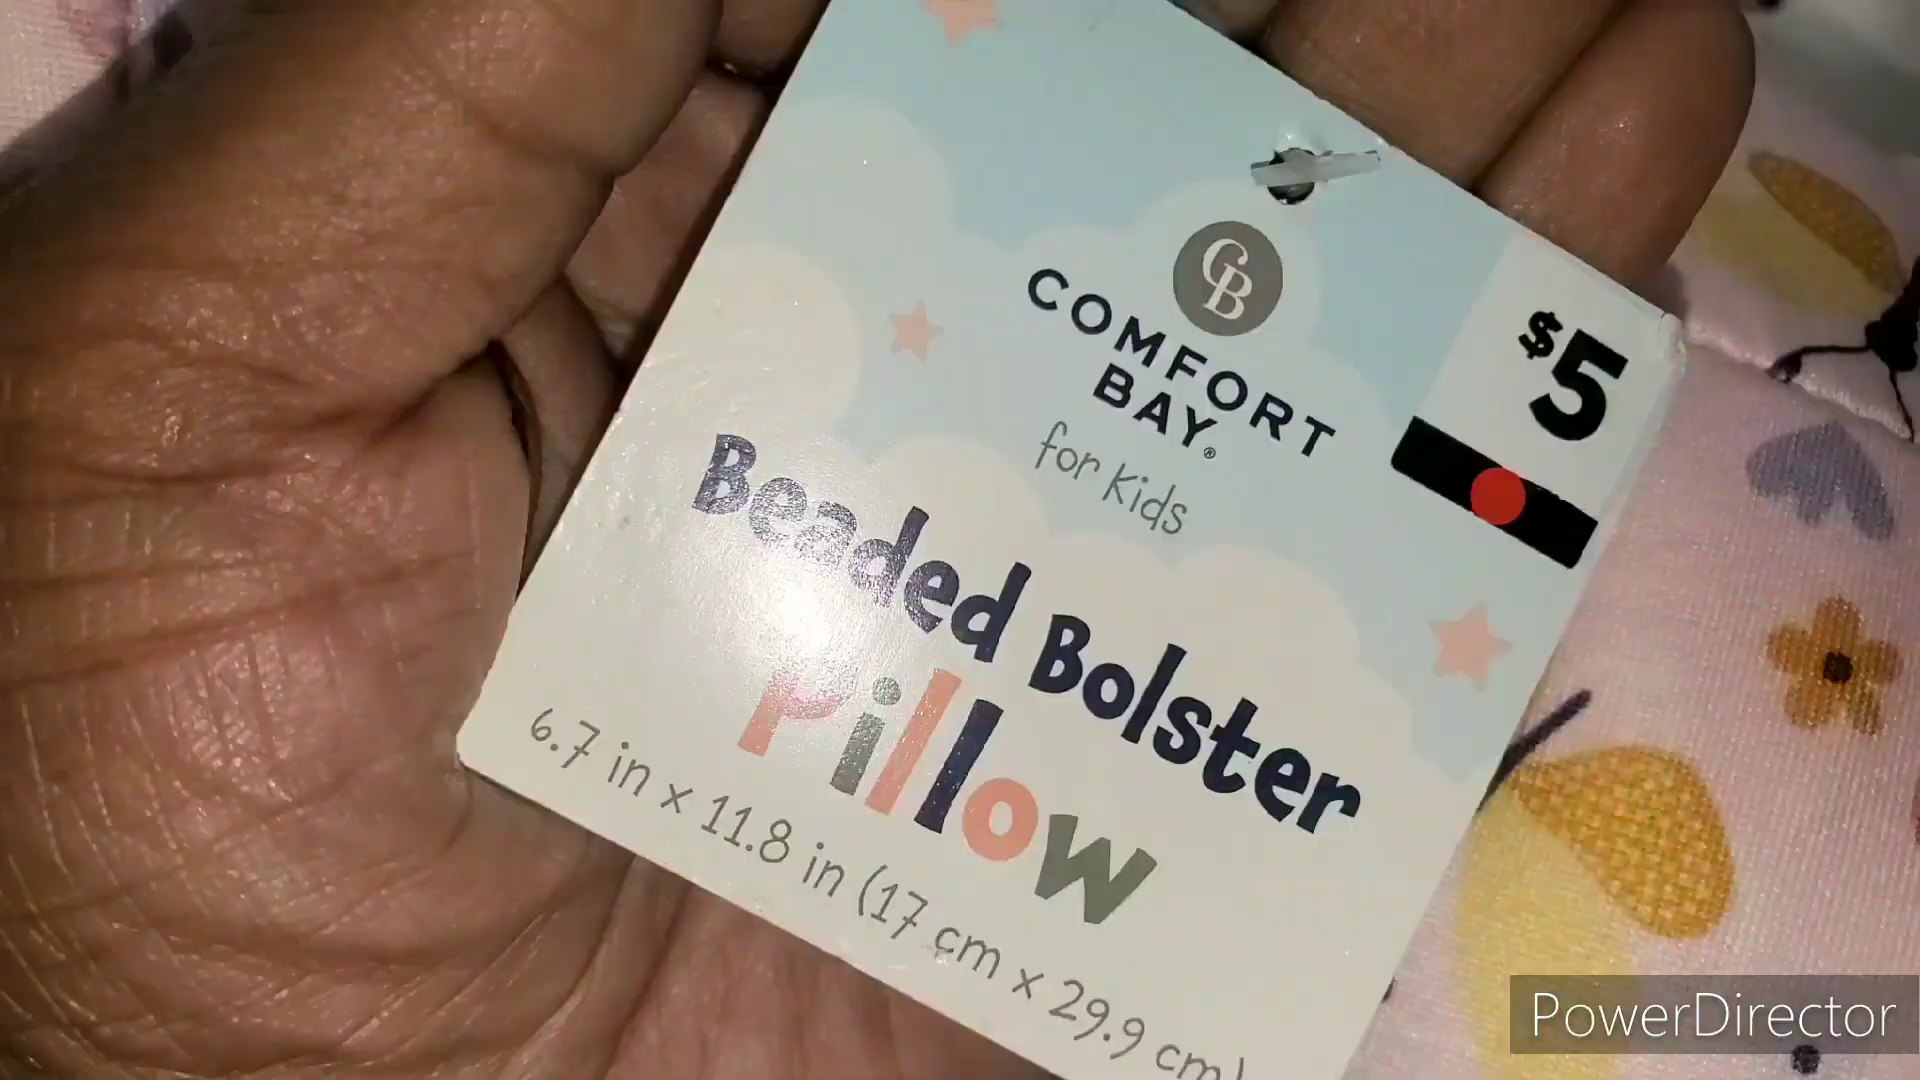 CB
COMFORT
BAY®
for Kids
$5
Beaded Bolster
Pillow
6.7 in x 11.8 in (17 cm x 29.9 cm)
PowerDirector